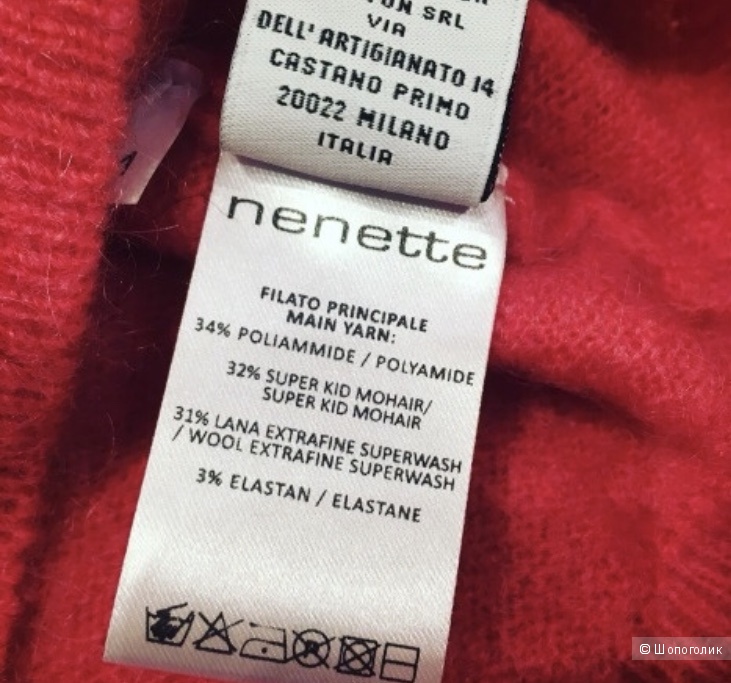 SRL
VIA
DELL' ARTIGIANATO 14
CASTANO PRIMO
20022 MILANO
ITALIA
nenette
FILATO PRINCIPALE
MAIN YARN:
34% POLIAMMIDE / POLYAMIDE
32% SUPER KID MOHAIR/
SUPER KID MOHAIR
31% LANA EXTRAFINE SUPERWASH
/ WOOL EXTRAFINE SUPERWASH
3% ELASTAN / ELASTANE
© Шопоголик